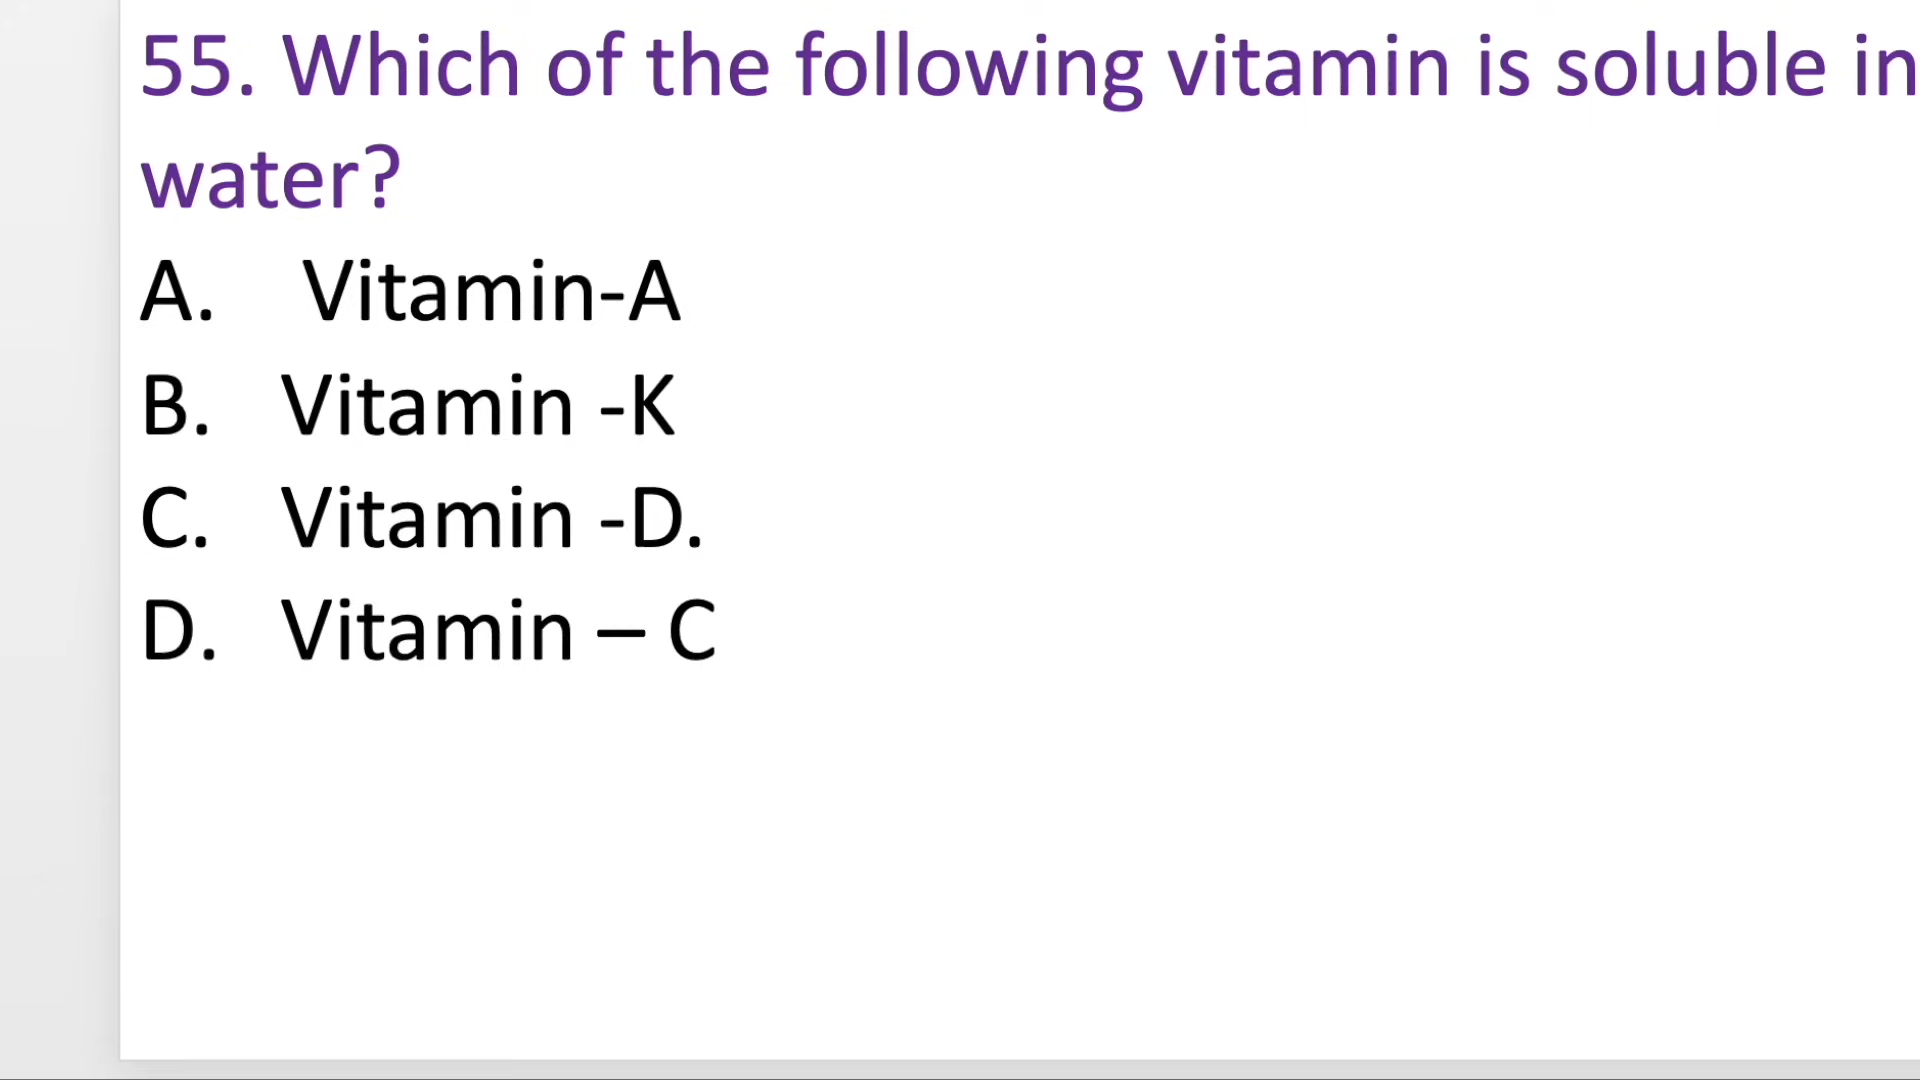 55. Which of the following vitamin is soluble in
water?
A. Vitamin-A
B. Vitamin -K
C. Vitamin -D.
D. Vitamin – C